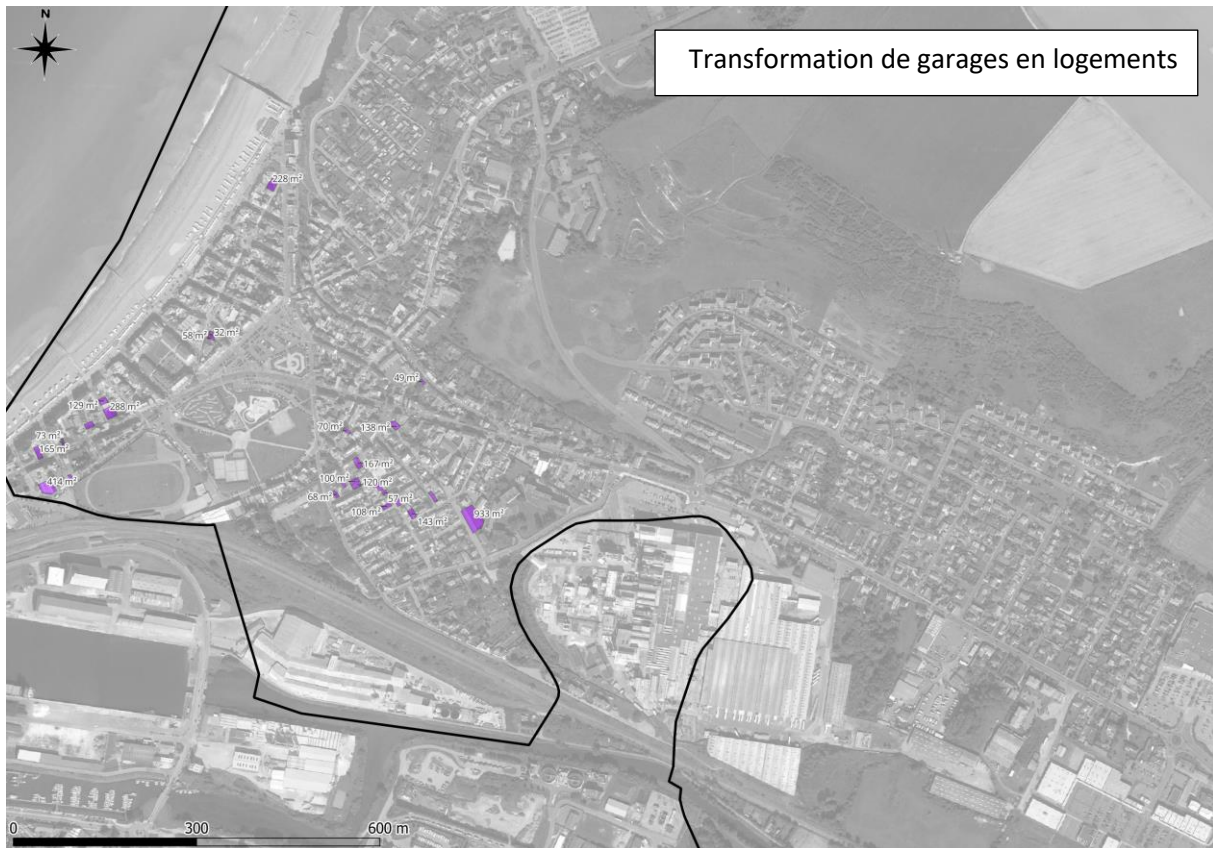 N
Transformation de garages en logements
228 m²
58 m²
32 m²
49 m²
129 m²
288 m²
70 m²
138 m²
73 m²
165 m²
167 m²
414 m²
100 m²
120 m²
68 m²
57 m²
108 m²
143 m²
933 m²
0 300 600 m